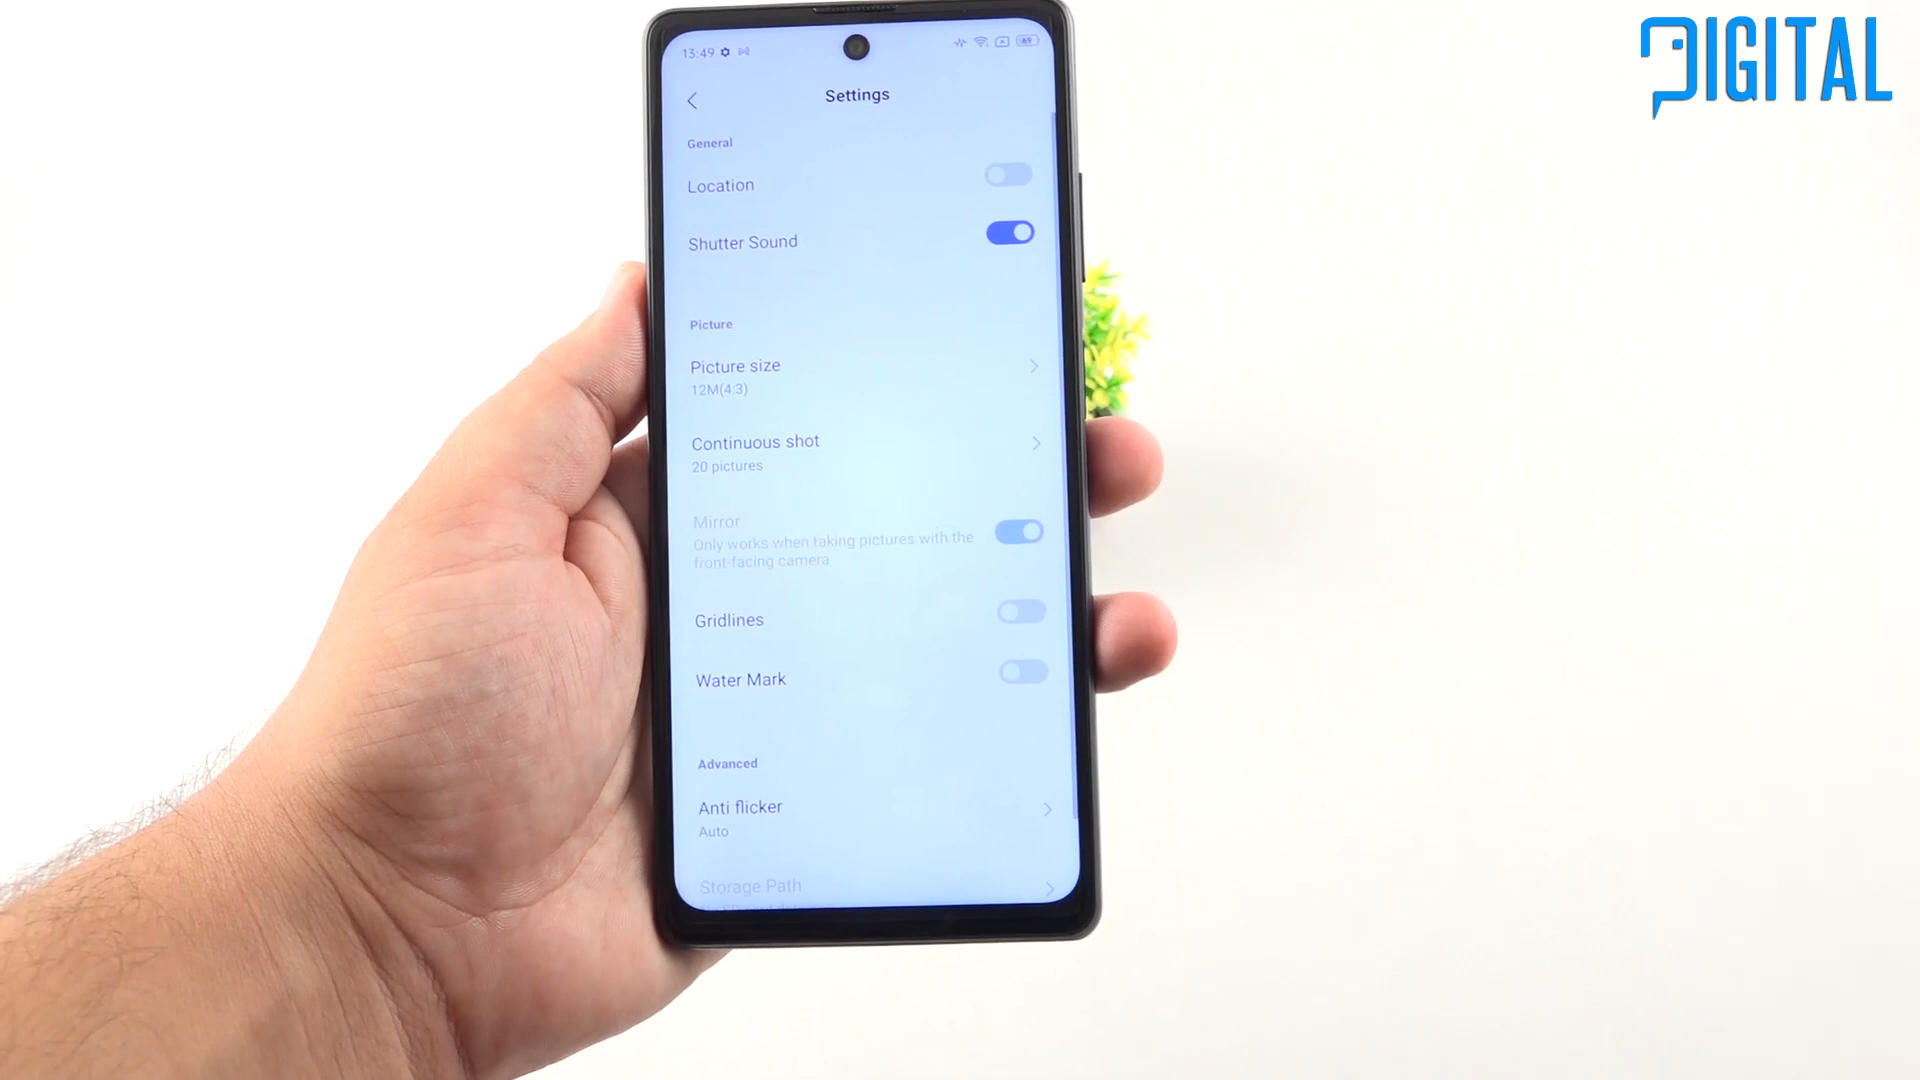 DIGITAL
13:49
69
Settings
General
Location
Shutter Sound
Picture
Picture size
12M(4:3)
Continuous shot
20 pictures
Mirror
Only works when taking pictures with the
front-facing camera
Gridlines
Water Mark
Advanced
Anti flicker
Auto
Storage Path